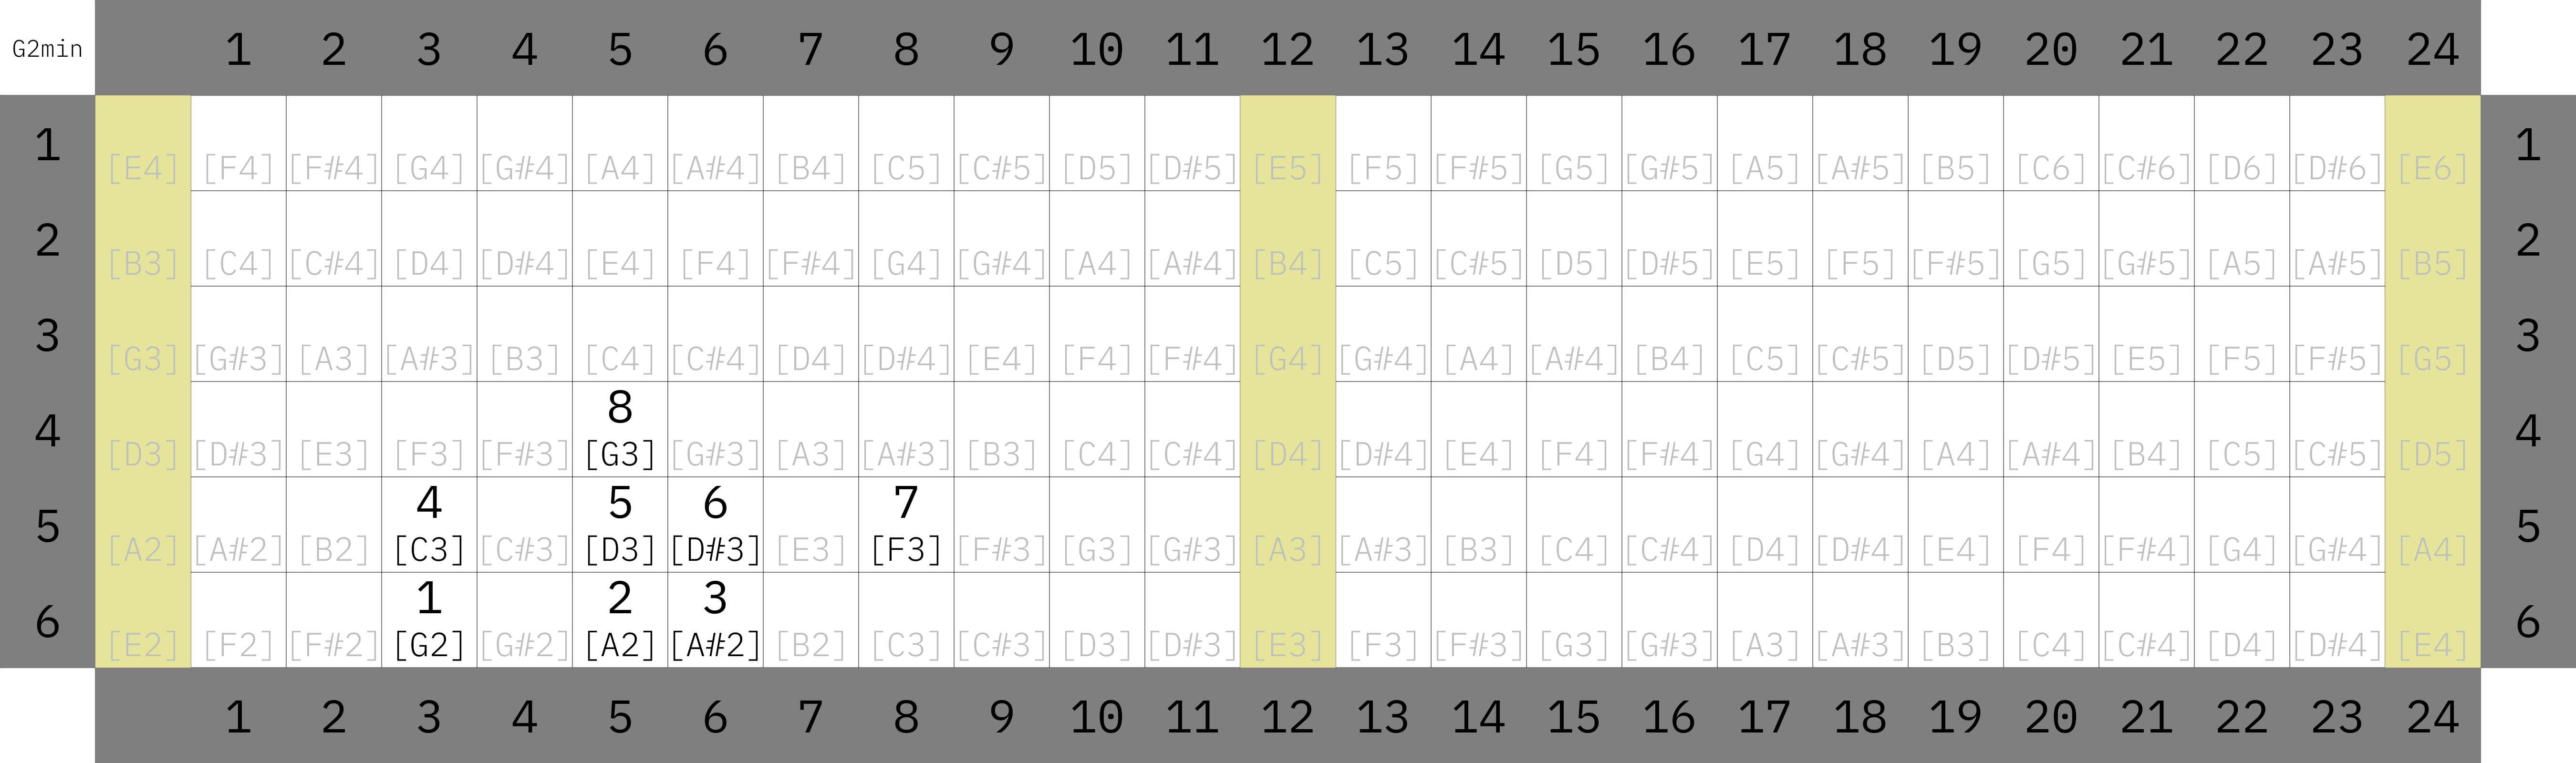 G2min 1 2 3 4 5 6 7 8 9 10 11 12 13 14 15 16 17 18 19 20 21 22 23 24
1 [E4] [F4] [F#4] [G4] [G#4] [A4] [A#4] [B4] [C5] [C#5] [D5] [D#5] [E5] [F5] [F#5] [G5] [G#5] [A5] [A#5] [B5] [C6] [C#6] [D6] [D#6] [E6] 1
2 [B3] [C4] [C#4] [D4] [D#4] [E4] [F4] [F#4] [G4] [G#4] [A4] [A#4] [B4] [C5] [C#5] [D5] [D#5] [E5] [F5] [F#5] [G5] [G#5] [A5] [A#5] [B5] 2
3 [G3] [G#3] [A3] [A#3] [B3] [C4] [C#4] [D4] [D#4] [E4] [F4] [F#4] [G4] [G#4] [A4] [A#4] [B4] [C5] [C#5] [D5] [D#5] [E5] [F5] [F#5] [G5] 3
8
4 [D3] [D#3] [E3] [F3] [F#3] [G3] [G#3] [A3] [A#3] [B3] [C4] [C#4] [D4] [D#4] [E4] [F4] [F#4] [G4] [G#4] [A4] [A#4] [B4] [C5] [C#5] [D5] 4
4 5 6 7
5 [A2] [A#2] [B2] [C3] [C#3] [D3] [D#3] [E3] [F3] [F#3] [G3] [G#3] [A3] [A#3] [B3] [C4] [C#4] [D4] [D#4] [E4] [F4] [F#4] [G4] [G#4] [A4] 5
1 2 3
6 [E2] [F2] [F#2] [G2] [G#2] [A2] [A#2] [B2] [C3] [C#3] [D3] [D#3] [E3] [F3] [F#3] [G3] [G#3] [A3] [A#3] [B3] [C4] [C#4] [D4] [D#4] [E4] 6
1 2 3 4 5 6 7 8 9 10 11 12 13 14 15 16 17 18 19 20 21 22 23 24